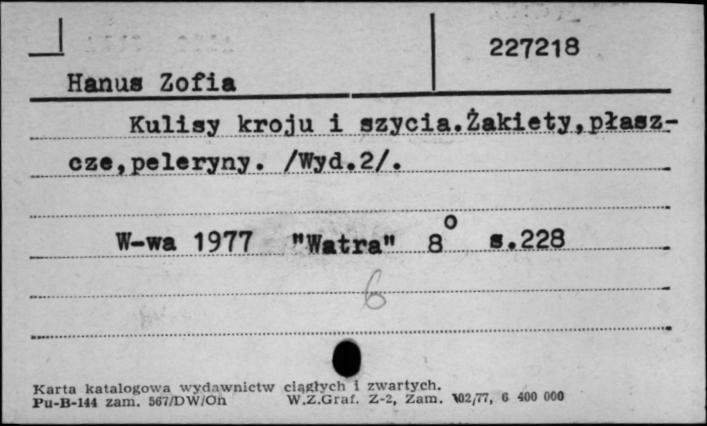 227218
Hanus Zofia
Kulisy kroju i szycia.Żakiety,płasz-
cze,peleryny. /Wyd.2/.
W-wa 1977 "Watra" 8° s.228
6
Karta katalogowa wydawnictw ciągłych i zwartych.
Pu-B-144 zam. 567/DW/On W.Z.Graf. Z-2, Zam. 102/77, 6 400 000